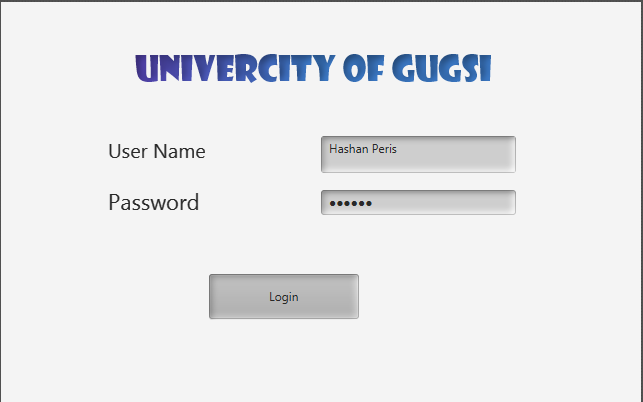 UNIVERCITY OF GUGSI
User Name
Hashan Peris
Password
••••••
Login